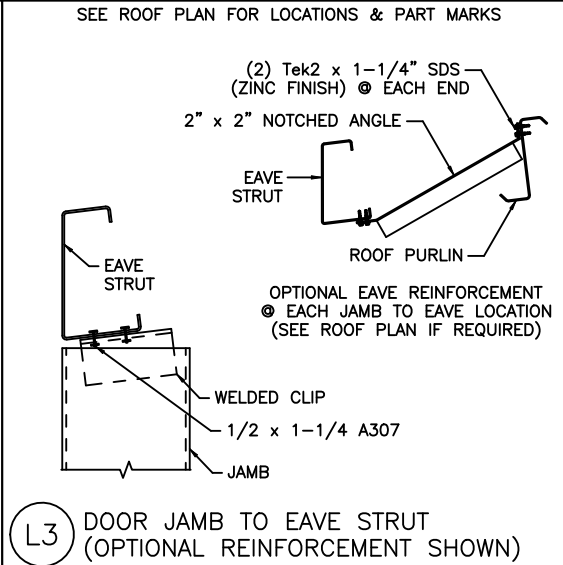 SEE ROOF PLAN FOR LOCATIONS & PART MARKS
(2) Tek2 x 1-1/4" SDS
(ZINC FINISH) @ EACH END
2" x 2" NOTCHED ANGLE
EAVE
STRUT
ROOF PURLIN
OPTIONAL EAVE REINFORCEMENT
@ EACH JAMB TO EAVE LOCATION
(SEE ROOF PLAN IF REQUIRED)
EAVE
STRUT
WELDED CLIP
1/2 x 1-1/4 A307
JAMB
L3
DOOR JAMB TO EAVE STRUT
(OPTIONAL REINFORCEMENT SHOWN)